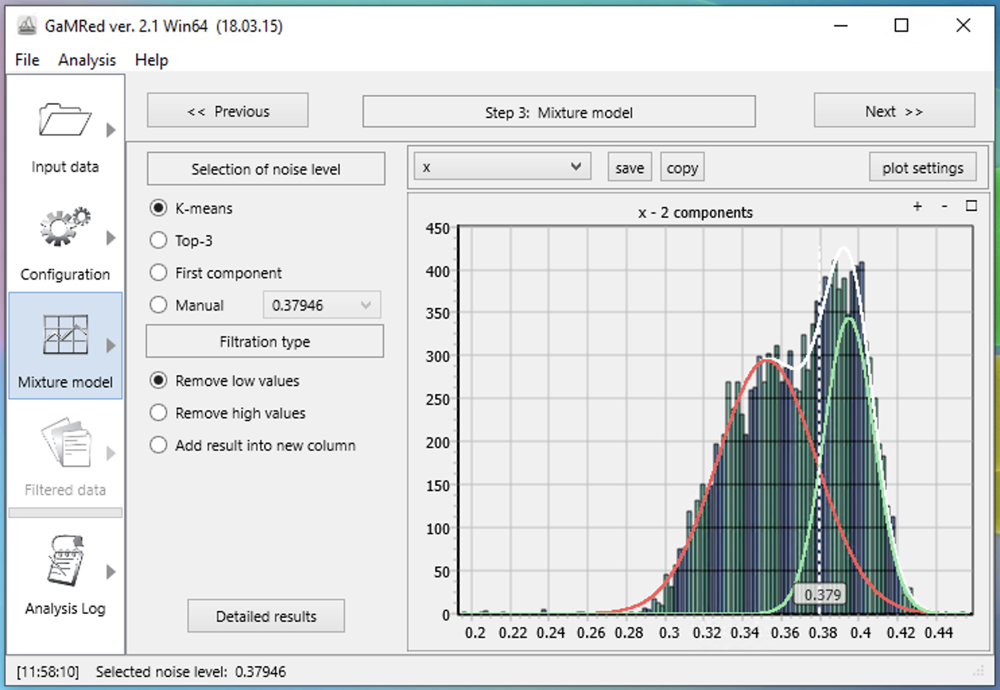 GaMRed ver. 2.1 Win64 (18.03.15)
File Analysis Help
<< Previous
Step 3: Mixture model
Next >>
Input data
Configuration
Mixture model
Filtered data
Analysis Log
Selection of noise level
K-means
Top-3
First component
Manual 0.37946
Filtration type
Remove low values
Remove high values
Add result into new column
Detailed results
x save copy plot settings
x - 2 components
+ -
450
400
350
300
250
200
150
100
50
0
0.379
0.2 0.22 0.24 0.26 0.28 0.3 0.32 0.34 0.36 0.38 0.4 0.42 0.44
[11:58:10] Selected noise level: 0.37946